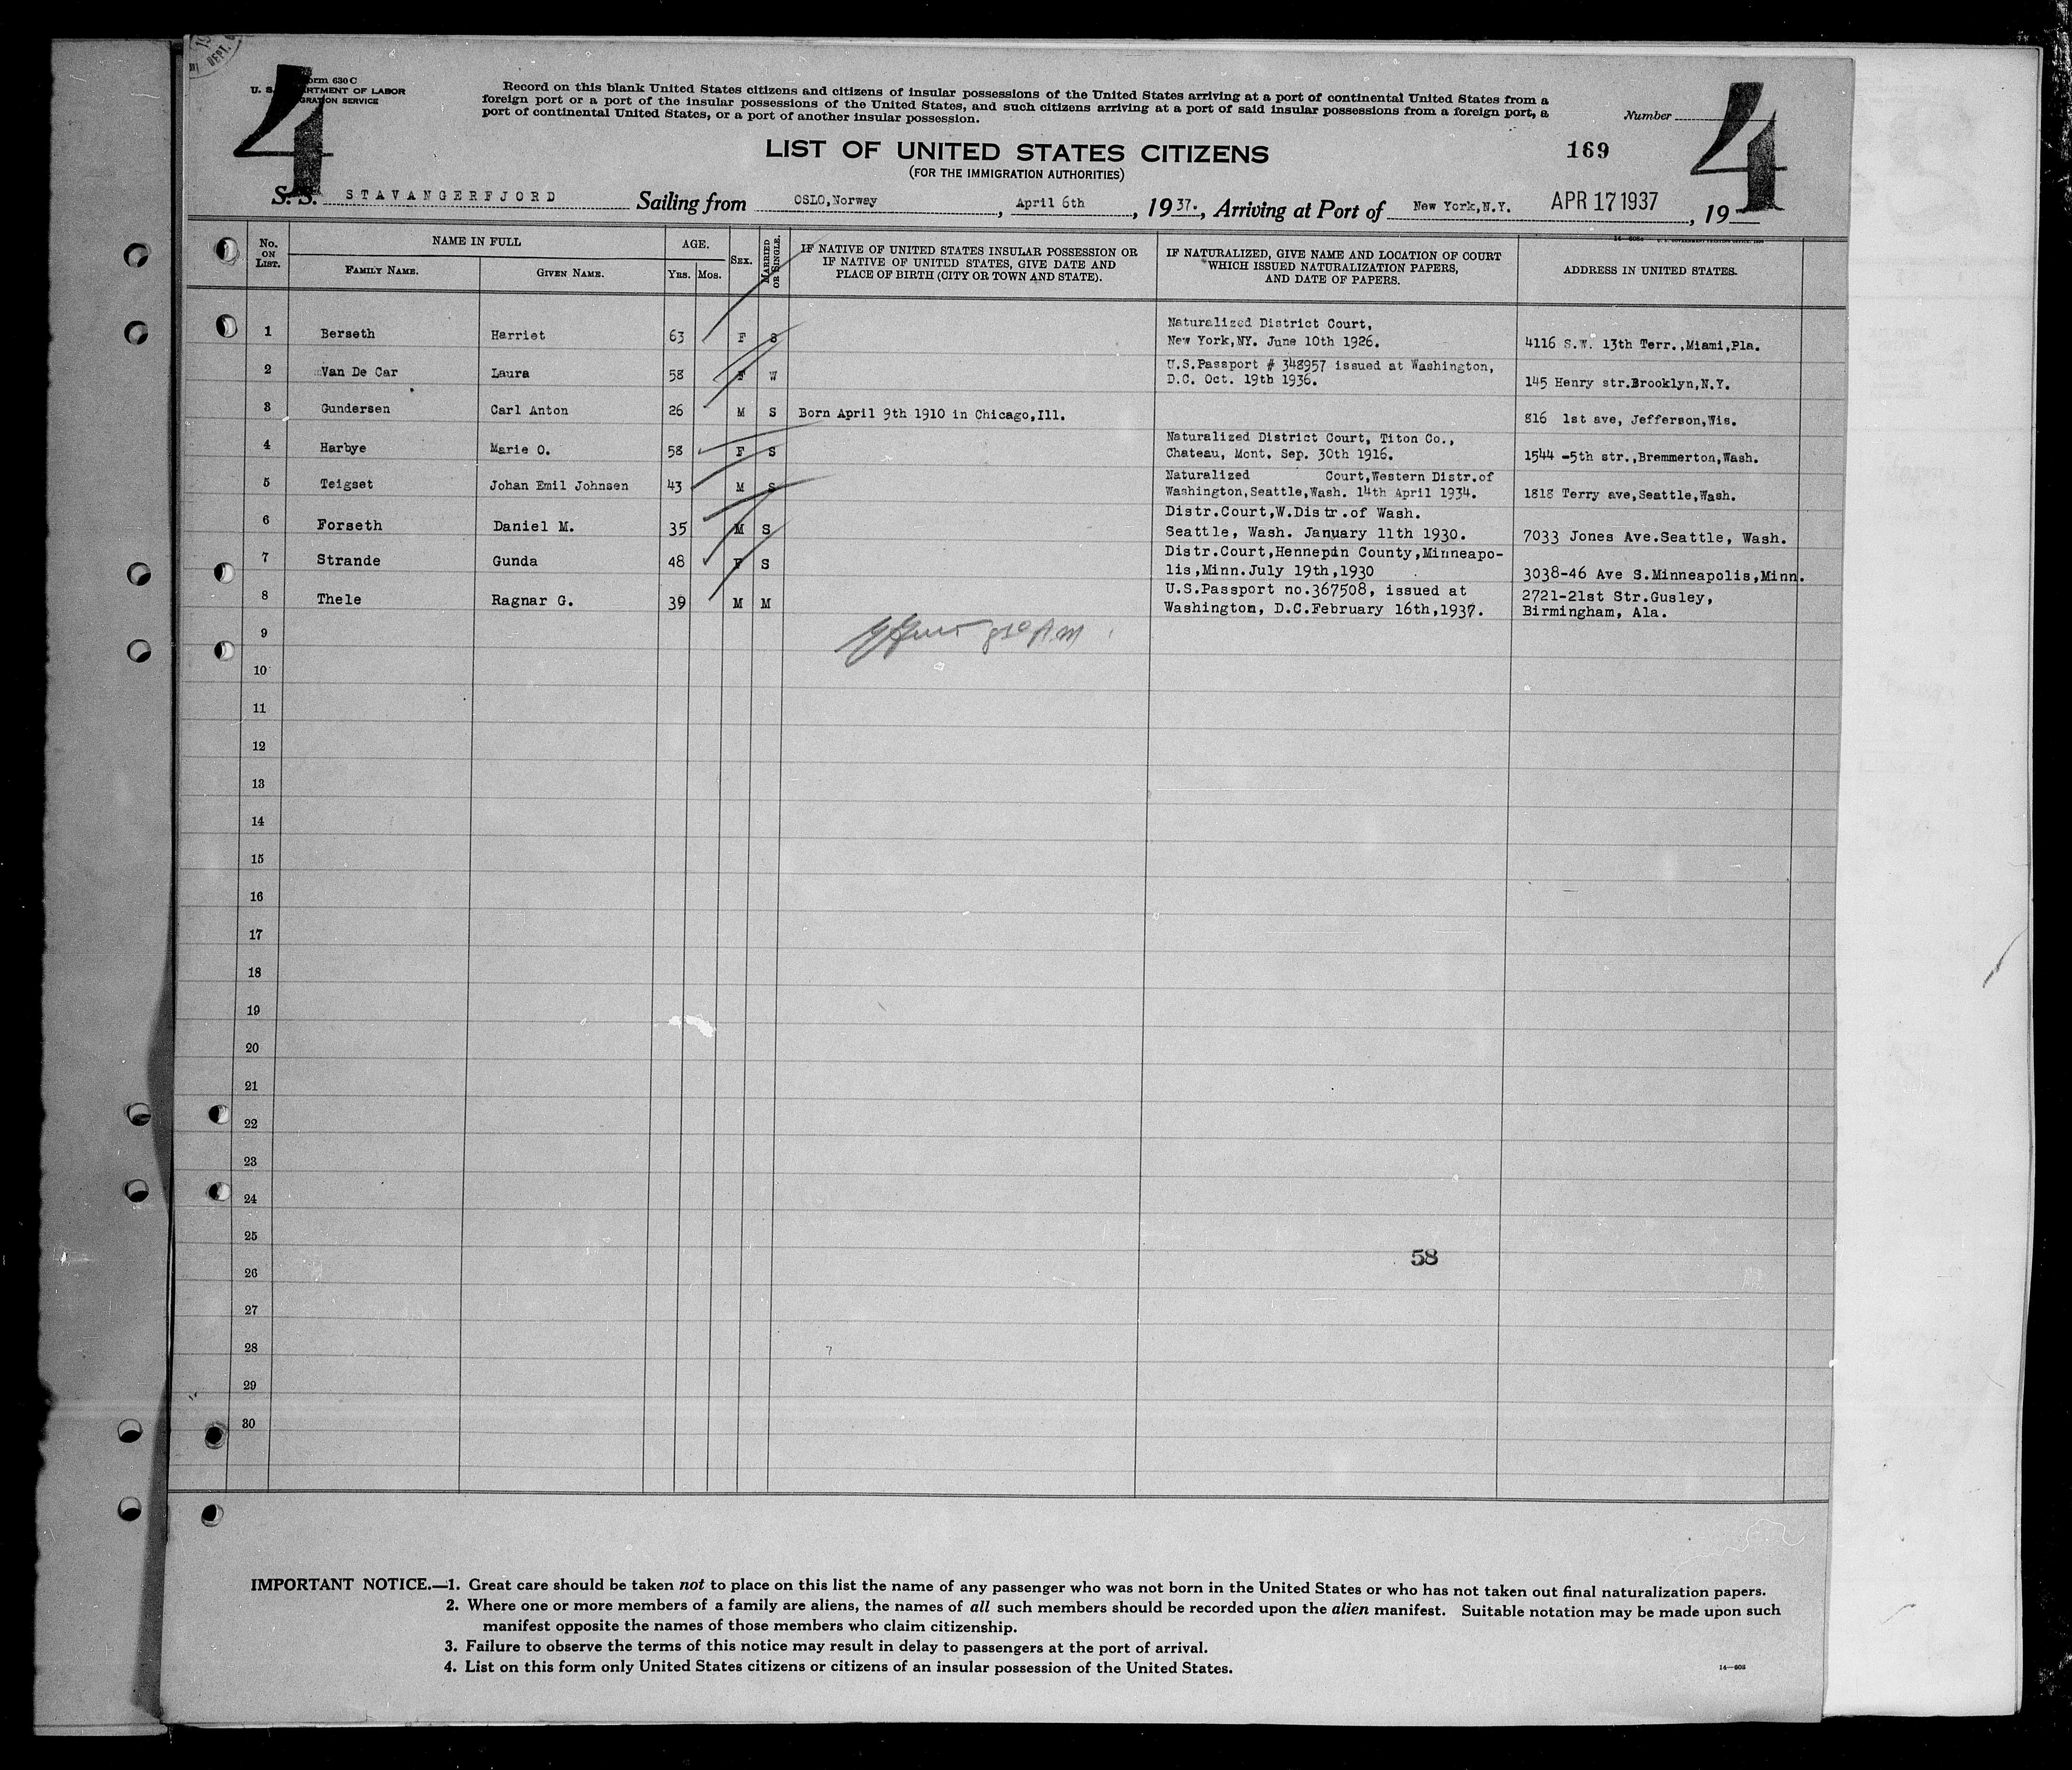 4
4
Form 630 C
U. S. DEPARTMENT OF LABOR
IMMIGRATION SERVICE
DEPT.
Record on this blank United States citizens and citizens of insular possessions of the United States arriving at a port of continental United States from a
foreign port or a port of the insular possessions of the United States, and such citizens arriving at a port of said insular possessions from a foreign port, a
port of continental United States, or a port of another insular possession.
Number
LIST OF UNITED STATES CITIZENS
169
(FOR THE IMMIGRATION AUTHORITIES)
S. S. STAVANGERFJORD Sailing from OSLO,Norway, April 6th, 1937., Arriving at Port of New York,N.Y. APR 17 1937, 19
No. ON LIST.
NAME IN FULL
FAMILY NAME.
GIVEN NAME.
AGE.
Yrs. Mos.
SEX.
MARRIED OR SINGLE.
IF NATIVE OF UNITED STATES INSULAR POSSESSION OR
IF NATIVE OF UNITED STATES, GIVE DATE AND
PLACE OF BIRTH (CITY OR TOWN AND STATE).
IF NATURALIZED, GIVE NAME AND LOCATION OF COURT
WHICH ISSUED NATURALIZATION PAPERS,
AND DATE OF PAPERS.
ADDRESS IN UNITED STATES.
1 Berseth Harriet 63 F S Naturalized District Court,
New York,NY. June 10th 1926. 4116 S.W. 13th Terr.,Miami,Fla.
2 Van De Car Laura 58 F W U.S.Passport # 348957 issued at Washington,
D.C. Oct. 19th 1936. 145 Henry str.Brooklyn,N.Y.
3 Gundersen Carl Anton 26 M S Born April 9th 1910 in Chicago,Ill. 816 1st ave, Jefferson,Wis.
4 Harbye Marie O. 58 F S Naturalized District Court, Titon Co.,
Chateau, Mont. Sep. 30th 1916. 1544 -5th str.,Bremmerton,Wash.
5 Teigset Johan Emil Johnsen 43 M S Naturalized Court,Western Distr.of
Washington,Seattle,Wash. 14th April 1934. 1818 Terry ave,Seattle,Wash.
6 Forseth Daniel M. 35 M S Distr.Court,W.Distr.of Wash.
Seattle, Wash. January 11th 1930. 7033 Jones Ave.Seattle, Wash.
7 Strande Gunda 48 F S Distr.Court,Hennepin County,Minneapo-
lis,Minn.July 19th,1930 3038-46 Ave S.Minneapolis,Minn.
8 Thele Ragnar G. 39 M M U.S.Passport no.367508, issued at
Washington, D.C.February 16th,1937. 2721-21st Str.Gusley,
Birmingham, Ala.
9
10
11
12
13
14
15
16
17
18
19
20
21
22
23
24
25
58
26
27
28
29
30
IMPORTANT NOTICE.—1. Great care should be taken not to place on this list the name of any passenger who was not born in the United States or who has not taken out final naturalization papers.
2. Where one or more members of a family are aliens, the names of all such members should be recorded upon the alien manifest. Suitable notation may be made upon such
manifest opposite the names of those members who claim citizenship.
3. Failure to observe the terms of this notice may result in delay to passengers at the port of arrival.
4. List on this form only United States citizens or citizens of an insular possession of the United States.
14—608